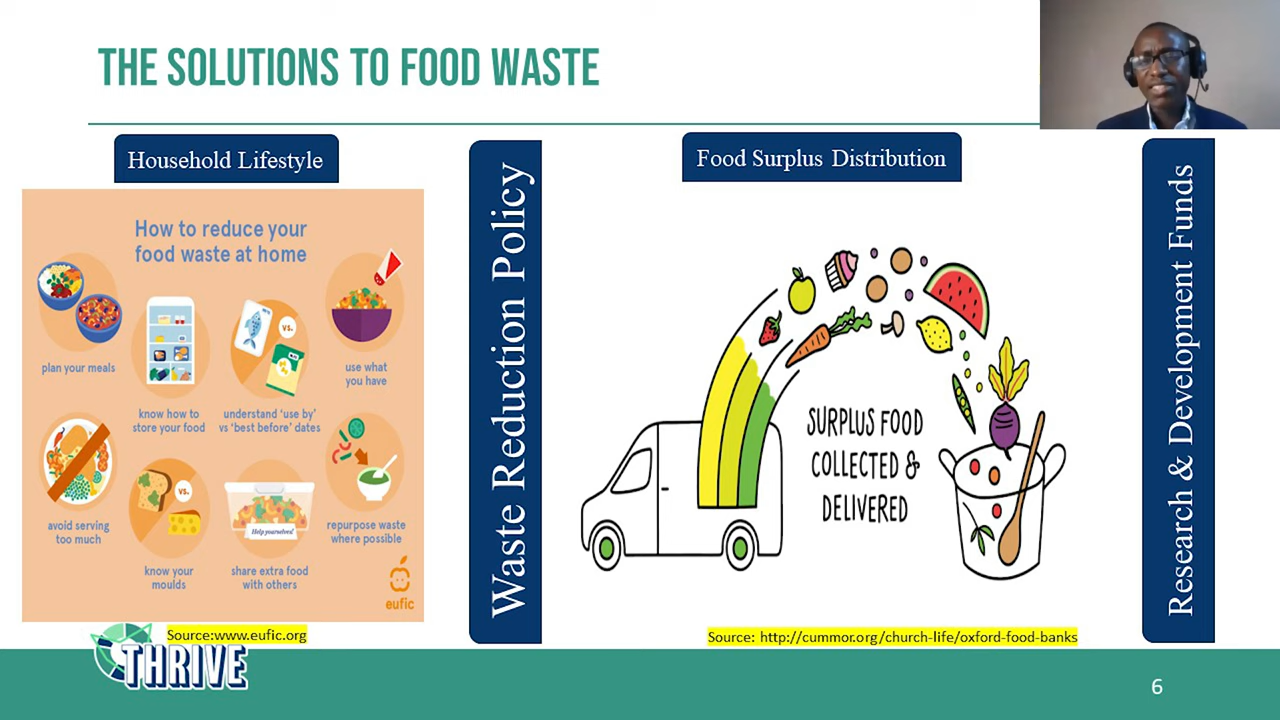 THE SOLUTIONS TO FOOD WASTE
Household Lifestyle
How to reduce your
food waste at home
plan your meals
know how to
store your food
understand 'use by'
vs 'best before' dates
vs.
use what
you have
avoid serving
too much
know your
moulds
vs.
Help yourselves!
share extra food
with others
repurpose waste
where possible
eufic
Source:www.eufic.org
Waste Reduction Policy
Food Surplus Distribution
SURPLUS FOOD
COLLECTED &
DELIVERED
Source: http://cummor.org/church-life/oxford-food-banks
Research & Development Funds
THRIVE
6